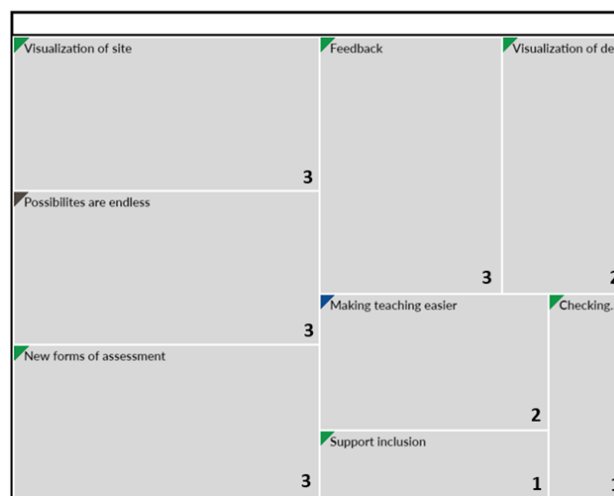 Visualization of site
3
Possibilites are endless
3
New forms of assessment
3
Feedback
3
Visualization of
Making teaching easier
2
Support inclusion
1
Checking.